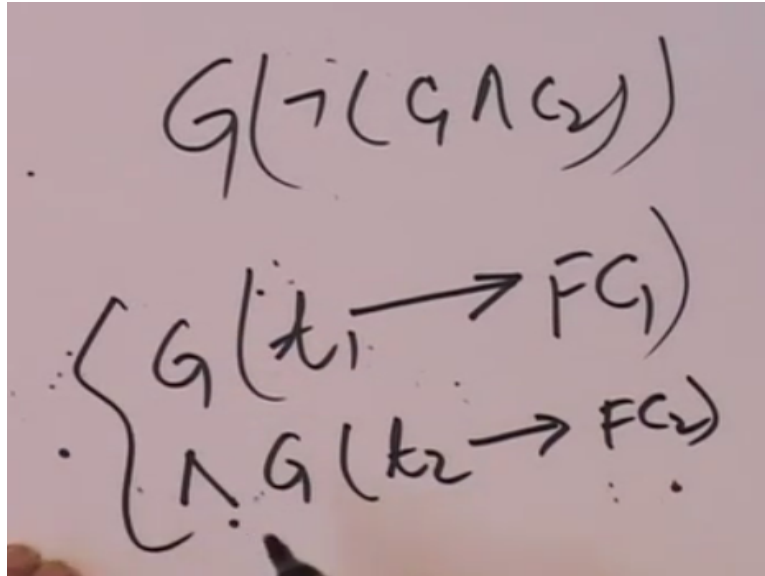 G(¬(C₁ ∧ C₂))
G(t₁ → FC₁)
∧ G(t₂ → FC₂)